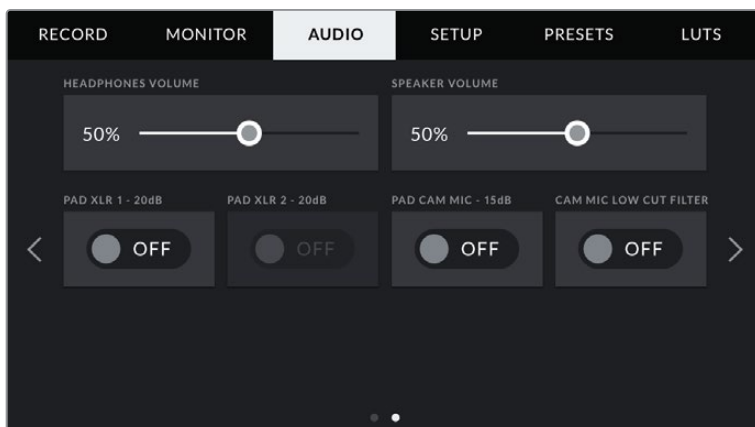 RECORD MONITOR AUDIO SETUP PRESETS LUTS
HEADPHONES VOLUME SPEAKER VOLUME
50% 50%
PAD XLR 1 - 20dB PAD XLR 2 - 20dB PAD CAM MIC - 15dB CAM MIC LOW CUT FILTER
OFF OFF OFF OFF